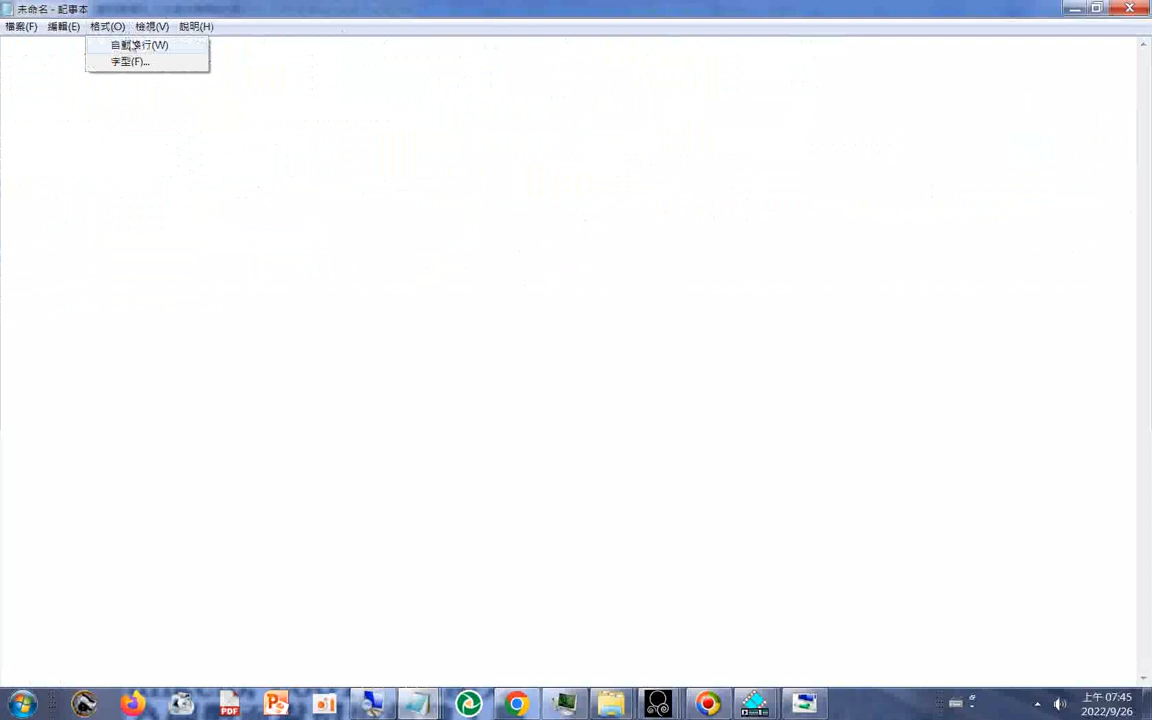 未命名 - 記事本
檔案(F) 編輯(E) 格式(O) 檢視(V) 說明(H)
自動換行(W)
字型(F)...
PDF
上午 07:45
2022/9/26